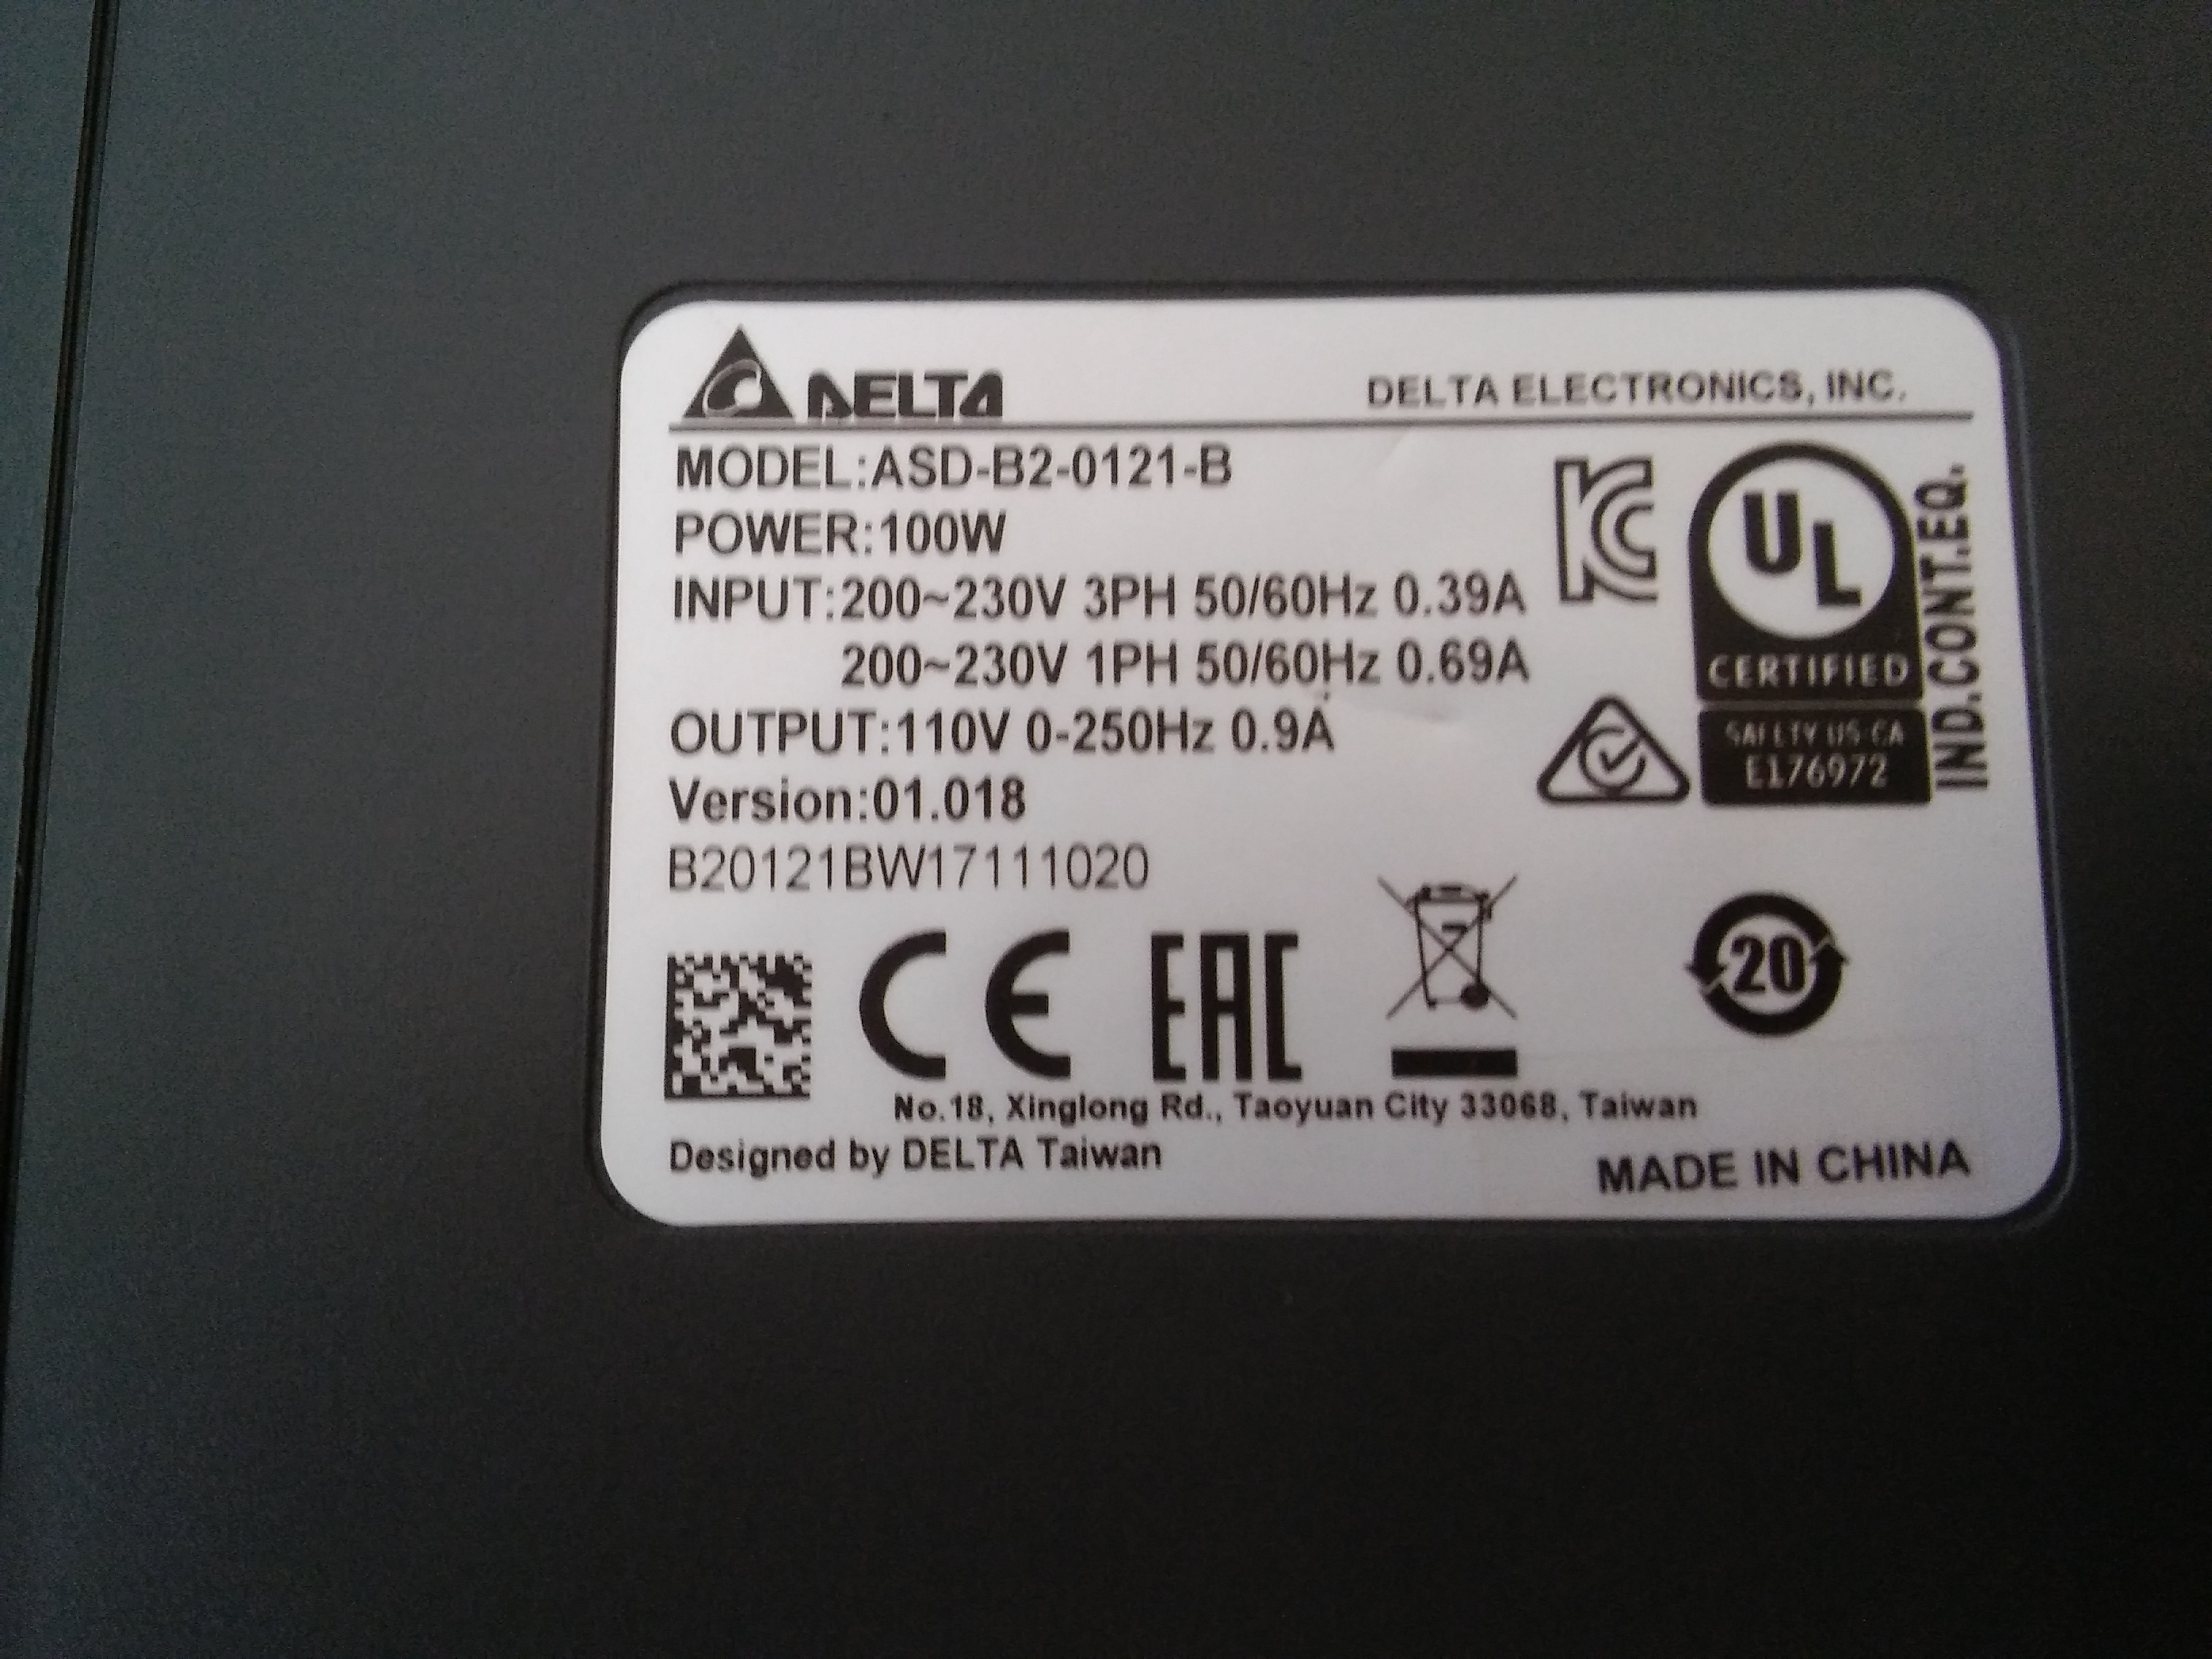 DELTA DELTA ELECTRONICS, INC.
MODEL:ASD-B2-0121-B
POWER:100W
INPUT:200~230V 3PH 50/60Hz 0.39A
200~230V 1PH 50/60Hz 0.69A
OUTPUT:110V 0-250Hz 0.9A
Version:01.018
B20121BW17111020
UL
CERTIFIED
SAFETY US-CA
E176972
IND.CONT.EQ.
CE EAC 20
No.18, Xinglong Rd., Taoyuan City 33068, Taiwan
Designed by DELTA Taiwan
MADE IN CHINA